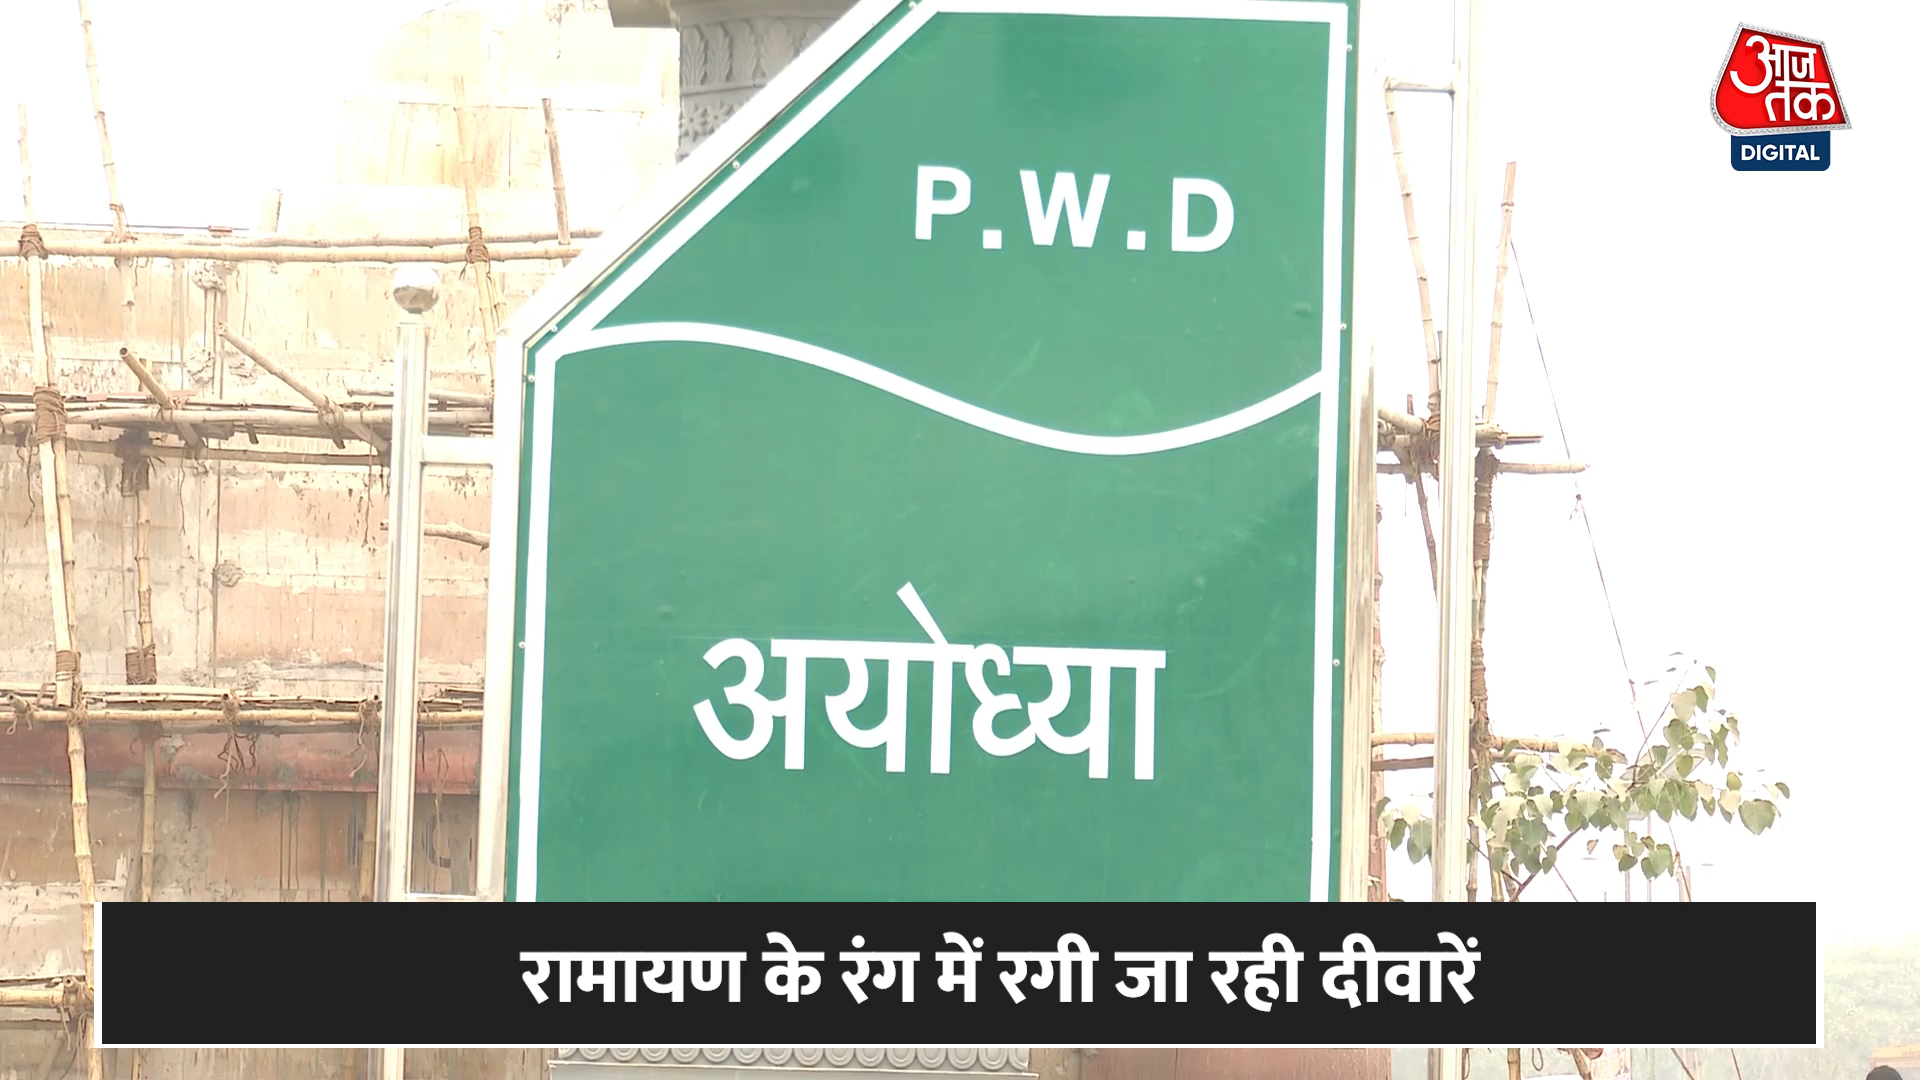 आज
तक
DIGITAL
P.W.D
अयोध्या
रामायण के रंग में रगी जा रही दीवारें